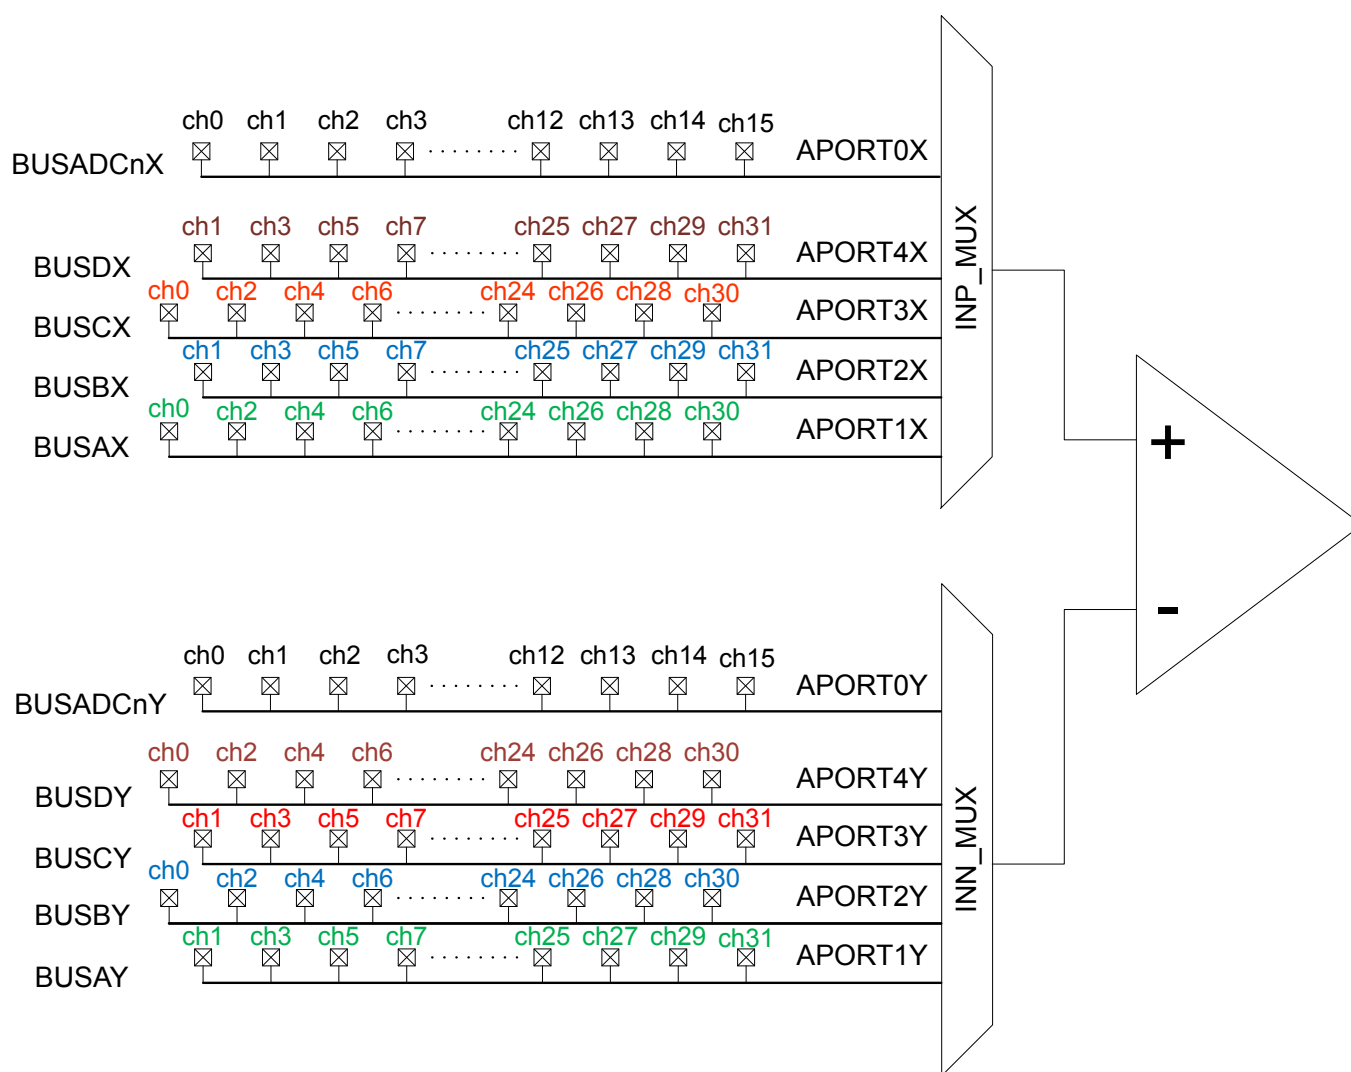 ch0 ch1 ch2 ch3 ch12 ch13 ch14 ch15
BUSADCnX APORT0X
ch1 ch3 ch5 ch7 ch25 ch27 ch29 ch31
BUSDX APORT4X
ch0 ch2 ch4 ch6 ch24 ch26 ch28 ch30
BUSCX APORT3X
ch1 ch3 ch5 ch7 ch25 ch27 ch29 ch31
BUSBX APORT2X
ch0 ch2 ch4 ch6 ch24 ch26 ch28 ch30
BUSAX APORT1X
INP_MUX
+
-
ch0 ch1 ch2 ch3 ch12 ch13 ch14 ch15
BUSADCnY APORT0Y
ch0 ch2 ch4 ch6 ch24 ch26 ch28 ch30
BUSDY APORT4Y
ch1 ch3 ch5 ch7 ch25 ch27 ch29 ch31
BUSCY APORT3Y
ch0 ch2 ch4 ch6 ch24 ch26 ch28 ch30
BUSBY APORT2Y
ch1 ch3 ch5 ch7 ch25 ch27 ch29 ch31
BUSAY APORT1Y
INN_MUX